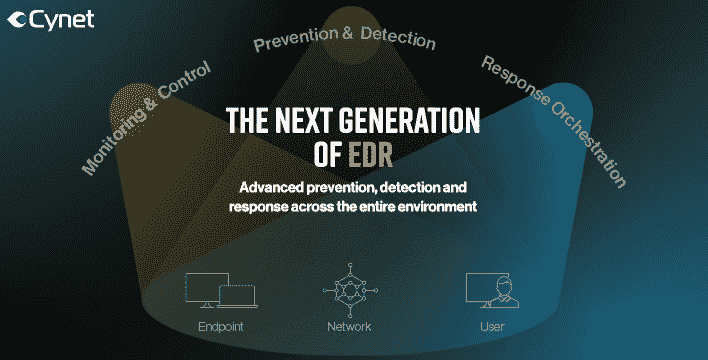 Cynet
Monitoring & Control
Prevention & Detection
Response Orchestration
THE NEXT GENERATION
OF EDR
Advanced prevention, detection and
response across the entire environment
Endpoint
Network
User